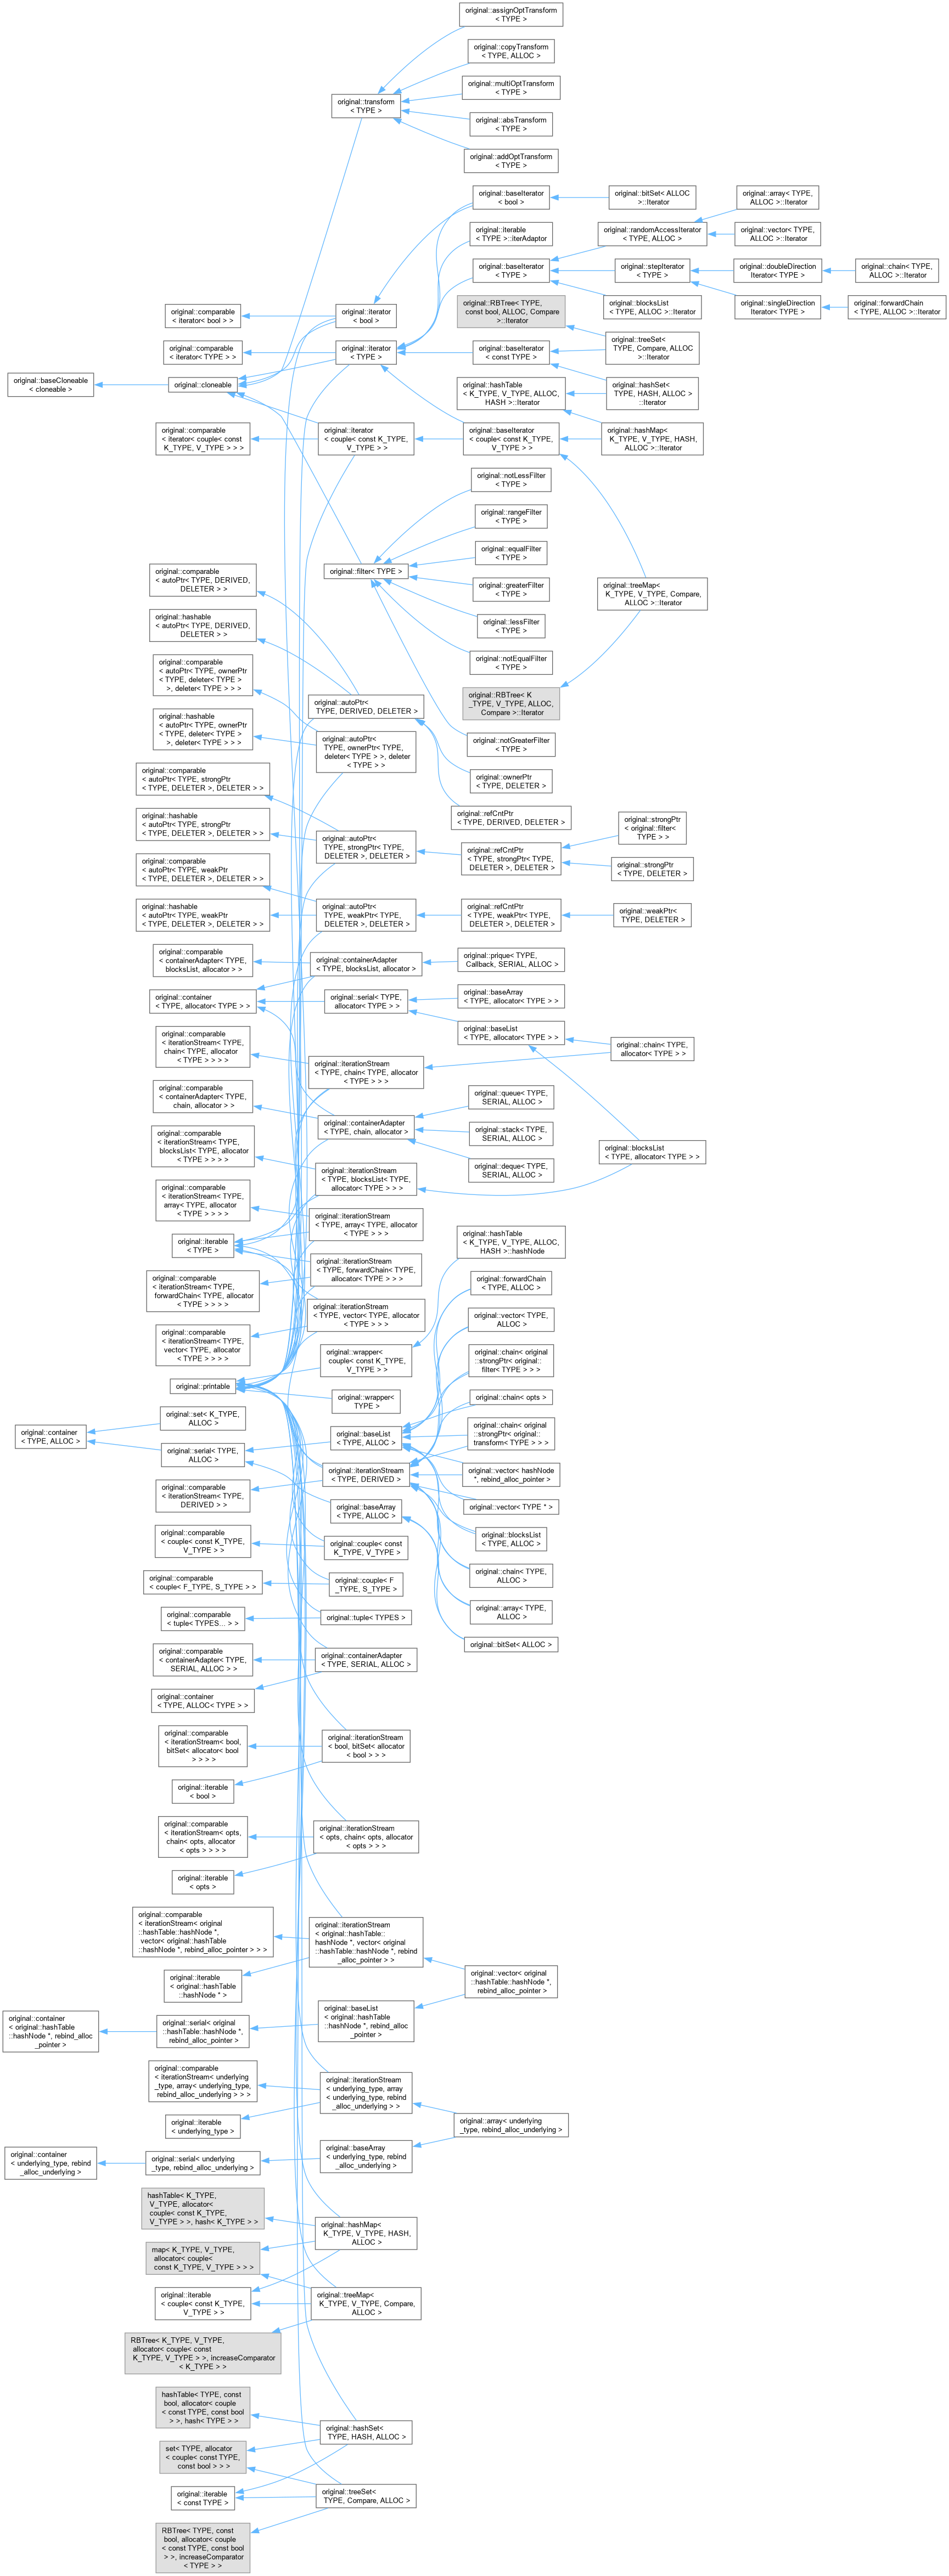 original::assignOptTransform
< TYPE >
original::copyTransform
< TYPE, ALLOC >
original::multiOptTransform
< TYPE >
original::transform
< TYPE >
original::absTransform
< TYPE >
original::addOptTransform
< TYPE >
original::baseIterator
< bool >
original::bitSet< ALLOC
>::Iterator
original::array< TYPE,
ALLOC >::Iterator
original::iterable
< TYPE >::iterAdaptor
original::randomAccessIterator
< TYPE, ALLOC >
original::vector< TYPE,
ALLOC >::Iterator
original::baseIterator
< TYPE >
original::stepIterator
< TYPE >
original::doubleDirection
Iterator< TYPE >
original::chain< TYPE,
ALLOC >::Iterator
original::RBTree< TYPE,
const bool, ALLOC, Compare
>::Iterator
original::blocksList
< TYPE, ALLOC >::Iterator
original::singleDirection
Iterator< TYPE >
original::forwardChain
< TYPE, ALLOC >::Iterator
original::comparable
< iterator< bool > >
original::iterator
< bool >
original::comparable
< iterator< TYPE > >
original::iterator
< TYPE >
original::baseIterator
< const TYPE >
original::treeSet<
TYPE, Compare, ALLOC
>::Iterator
original::baseCloneable
< cloneable >
original::cloneable
original::hashTable
< K_TYPE, V_TYPE, ALLOC,
HASH >::Iterator
original::hashSet<
TYPE, HASH, ALLOC >
::Iterator
original::comparable
< iterator< couple< const
K_TYPE, V_TYPE > > >
original::iterator
< couple< const K_TYPE,
V_TYPE > >
original::baseIterator
< couple< const K_TYPE,
V_TYPE > >
original::hashMap<
K_TYPE, V_TYPE, HASH,
ALLOC >::Iterator
original::notLessFilter
< TYPE >
original::rangeFilter
< TYPE >
original::equalFilter
< TYPE >
original::filter< TYPE >
original::greaterFilter
< TYPE >
original::lessFilter
< TYPE >
original::notEqualFilter
< TYPE >
original::treeMap<
K_TYPE, V_TYPE, Compare,
ALLOC >::Iterator
original::RBTree< K
_TYPE, V_TYPE, ALLOC,
Compare >::Iterator
original::notGreaterFilter
< TYPE >
original::comparable
< autoPtr< TYPE, DERIVED,
DELETER > >
original::hashable
< autoPtr< TYPE, DERIVED,
DELETER > >
original::comparable
< autoPtr< TYPE, ownerPtr
< TYPE, deleter< TYPE >
>, deleter< TYPE > > >
original::autoPtr<
TYPE, DERIVED, DELETER >
original::hashable
< autoPtr< TYPE, ownerPtr
< TYPE, deleter< TYPE >
>, deleter< TYPE > > >
original::autoPtr<
TYPE, ownerPtr< TYPE,
deleter< TYPE > >, deleter
< TYPE > >
original::ownerPtr
< TYPE, DELETER >
original::refCntPtr
< TYPE, DERIVED, DELETER >
original::comparable
< autoPtr< TYPE, strongPtr
< TYPE, DELETER >, DELETER > >
original::hashable
< autoPtr< TYPE, strongPtr
< TYPE, DELETER >, DELETER > >
original::autoPtr<
TYPE, strongPtr< TYPE,
DELETER >, DELETER >
original::refCntPtr
< TYPE, strongPtr< TYPE,
DELETER >, DELETER >
original::strongPtr
< original::filter<
TYPE > >
original::strongPtr
< TYPE, DELETER >
original::comparable
< autoPtr< TYPE, weakPtr
< TYPE, DELETER >, DELETER > >
original::hashable
< autoPtr< TYPE, weakPtr
< TYPE, DELETER >, DELETER > >
original::autoPtr<
TYPE, weakPtr< TYPE,
DELETER >, DELETER >
original::refCntPtr
< TYPE, weakPtr< TYPE,
DELETER >, DELETER >
original::weakPtr<
TYPE, DELETER >
original::comparable
< containerAdapter< TYPE,
blocksList, allocator > >
original::containerAdapter
< TYPE, blocksList, allocator >
original::prique< TYPE,
Callback, SERIAL, ALLOC >
original::container
< TYPE, allocator< TYPE > >
original::serial< TYPE,
allocator< TYPE > >
original::baseArray
< TYPE, allocator< TYPE > >
original::baseList
< TYPE, allocator< TYPE > >
original::chain< TYPE,
allocator< TYPE > >
original::comparable
< iterationStream< TYPE,
chain< TYPE, allocator
< TYPE > > > >
original::iterationStream
< TYPE, chain< TYPE, allocator
< TYPE > > >
original::comparable
< containerAdapter< TYPE,
chain, allocator > >
original::containerAdapter
< TYPE, chain, allocator >
original::queue< TYPE,
SERIAL, ALLOC >
original::stack< TYPE,
SERIAL, ALLOC >
original::deque< TYPE,
SERIAL, ALLOC >
original::blocksList
< TYPE, allocator< TYPE > >
original::comparable
< iterationStream< TYPE,
blocksList< TYPE, allocator
< TYPE > > > >
original::iterationStream
< TYPE, blocksList< TYPE,
allocator< TYPE > > >
original::comparable
< iterationStream< TYPE,
array< TYPE, allocator
< TYPE > > > >
original::iterationStream
< TYPE, array< TYPE, allocator
< TYPE > > >
original::iterable
< TYPE >
original::hashTable
< K_TYPE, V_TYPE, ALLOC,
HASH >::hashNode
original::comparable
< iterationStream< TYPE,
forwardChain< TYPE, allocator
< TYPE > > > >
original::iterationStream
< TYPE, forwardChain< TYPE,
allocator< TYPE > > >
original::forwardChain
< TYPE, ALLOC >
original::comparable
< iterationStream< TYPE,
vector< TYPE, allocator
< TYPE > > > >
original::iterationStream
< TYPE, vector< TYPE, allocator
< TYPE > > >
original::vector< TYPE,
ALLOC >
original::printable
original::wrapper<
couple< const K_TYPE,
V_TYPE > >
original::chain< original
::strongPtr< original::
filter< TYPE > > >
original::wrapper<
TYPE >
original::chain< opts >
original::container
< TYPE, ALLOC >
original::set< K_TYPE,
ALLOC >
original::serial< TYPE,
ALLOC >
original::baseList
< TYPE, ALLOC >
original::chain< original
::strongPtr< original::
transform< TYPE > > >
original::comparable
< iterationStream< TYPE,
DERIVED > >
original::iterationStream
< TYPE, DERIVED >
original::vector< hashNode
*, rebind_alloc_pointer >
original::baseArray
< TYPE, ALLOC >
original::vector< TYPE * >
original::comparable
< couple< const K_TYPE,
V_TYPE > >
original::couple< const
K_TYPE, V_TYPE >
original::blocksList
< TYPE, ALLOC >
original::comparable
< couple< F_TYPE, S_TYPE > >
original::couple< F
_TYPE, S_TYPE >
original::chain< TYPE,
ALLOC >
original::comparable
< tuple< TYPES... > >
original::tuple< TYPES >
original::array< TYPE,
ALLOC >
original::bitSet< ALLOC >
original::comparable
< containerAdapter< TYPE,
SERIAL, ALLOC > >
original::containerAdapter
< TYPE, SERIAL, ALLOC >
original::container
< TYPE, ALLOC< TYPE > >
original::comparable
< iterationStream< bool,
bitSet< allocator< bool
> > > >
original::iterationStream
< bool, bitSet< allocator
< bool > > >
original::iterable
< bool >
original::comparable
< iterationStream< opts,
chain< opts, allocator
< opts > > > >
original::iterationStream
< opts, chain< opts, allocator
< opts > > >
original::iterable
< opts >
original::comparable
< iterationStream< original
::hashTable::hashNode *,
vector< original::hashTable
::hashNode *, rebind_alloc_pointer > > >
original::iterationStream
< original::hashTable::
hashNode *, vector< original
::hashTable::hashNode *, rebind
_alloc_pointer > >
original::iterable
< original::hashTable
::hashNode * >
original::vector< original
::hashTable::hashNode *,
rebind_alloc_pointer >
original::container
< original::hashTable
::hashNode *, rebind_alloc
_pointer >
original::serial< original
::hashTable::hashNode *,
rebind_alloc_pointer >
original::baseList
< original::hashTable
::hashNode *, rebind_alloc
_pointer >
original::comparable
< iterationStream< underlying
_type, array< underlying_type,
rebind_alloc_underlying > > >
original::iterationStream
< underlying_type, array
< underlying_type, rebind
_alloc_underlying > >
original::iterable
< underlying_type >
original::array< underlying
_type, rebind_alloc_underlying >
original::container
< underlying_type, rebind
_alloc_underlying >
original::serial< underlying
_type, rebind_alloc_underlying >
original::baseArray
< underlying_type, rebind
_alloc_underlying >
hashTable< K_TYPE,
V_TYPE, allocator<
couple< const K_TYPE,
V_TYPE > >, hash< K_TYPE > >
original::hashMap<
K_TYPE, V_TYPE, HASH,
ALLOC >
map< K_TYPE, V_TYPE,
allocator< couple<
const K_TYPE, V_TYPE > > >
original::iterable
< couple< const K_TYPE,
V_TYPE > >
original::treeMap<
K_TYPE, V_TYPE, Compare,
ALLOC >
RBTree< K_TYPE, V_TYPE,
allocator< couple< const
K_TYPE, V_TYPE > >, increaseComparator
< K_TYPE > >
hashTable< TYPE, const
bool, allocator< couple
< const TYPE, const bool
> >, hash< TYPE > >
original::hashSet<
TYPE, HASH, ALLOC >
set< TYPE, allocator
< couple< const TYPE,
const bool > > >
original::iterable
< const TYPE >
original::treeSet<
TYPE, Compare, ALLOC >
RBTree< TYPE, const
bool, allocator< couple
< const TYPE, const bool
> >, increaseComparator
< TYPE > >